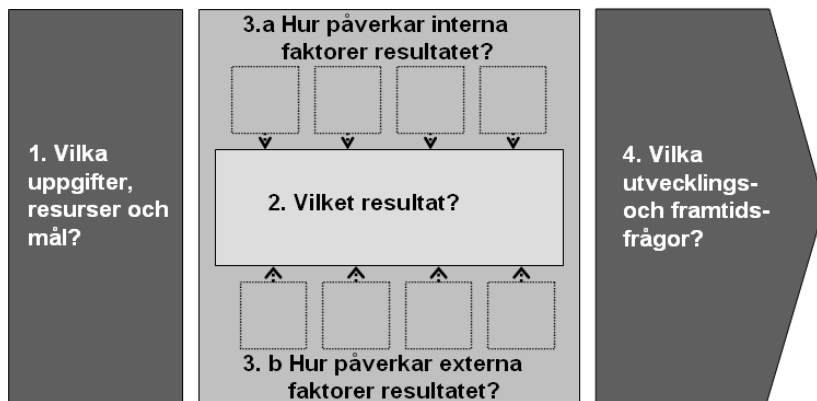 1. Vilka
uppgifter,
resurser och
mål?
3.a Hur påverkar interna
faktorer resultatet?
2. Vilket resultat?
3. b Hur påverkar externa
faktorer resultatet?
4. Vilka
utvecklings-
och framtids-
frågor?